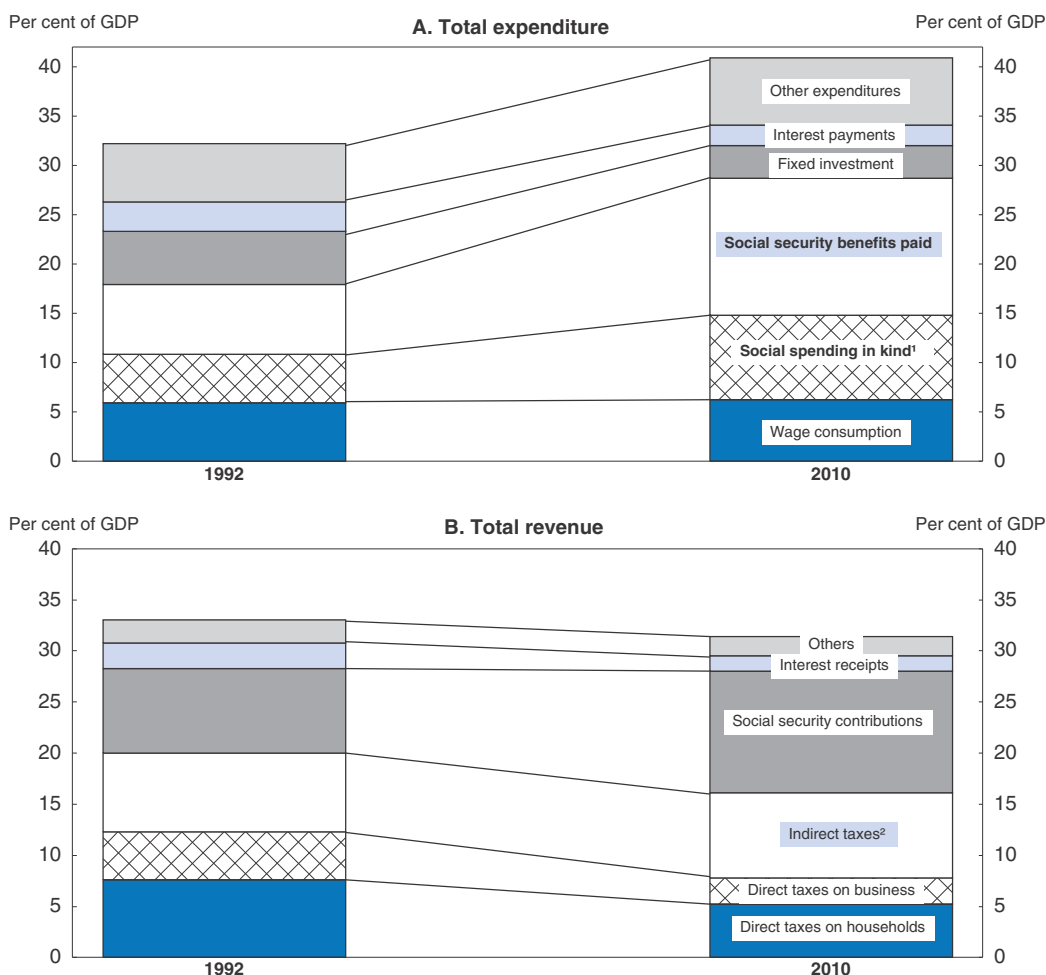 Per cent of GDP
A. Total expenditure
Per cent of GDP
40
35
30
25
20
15
10
5
0
Other expenditures
Interest payments
Fixed investment
Social security benefits paid
Social spending in kind¹
Wage consumption
40
35
30
25
20
15
10
5
0
1992
2010
Per cent of GDP
B. Total revenue
Per cent of GDP
40
35
30
25
20
15
10
5
0
Others
Interest receipts
Social security contributions
Indirect taxes²
Direct taxes on business
Direct taxes on households
40
35
30
25
20
15
10
5
0
1992
2010